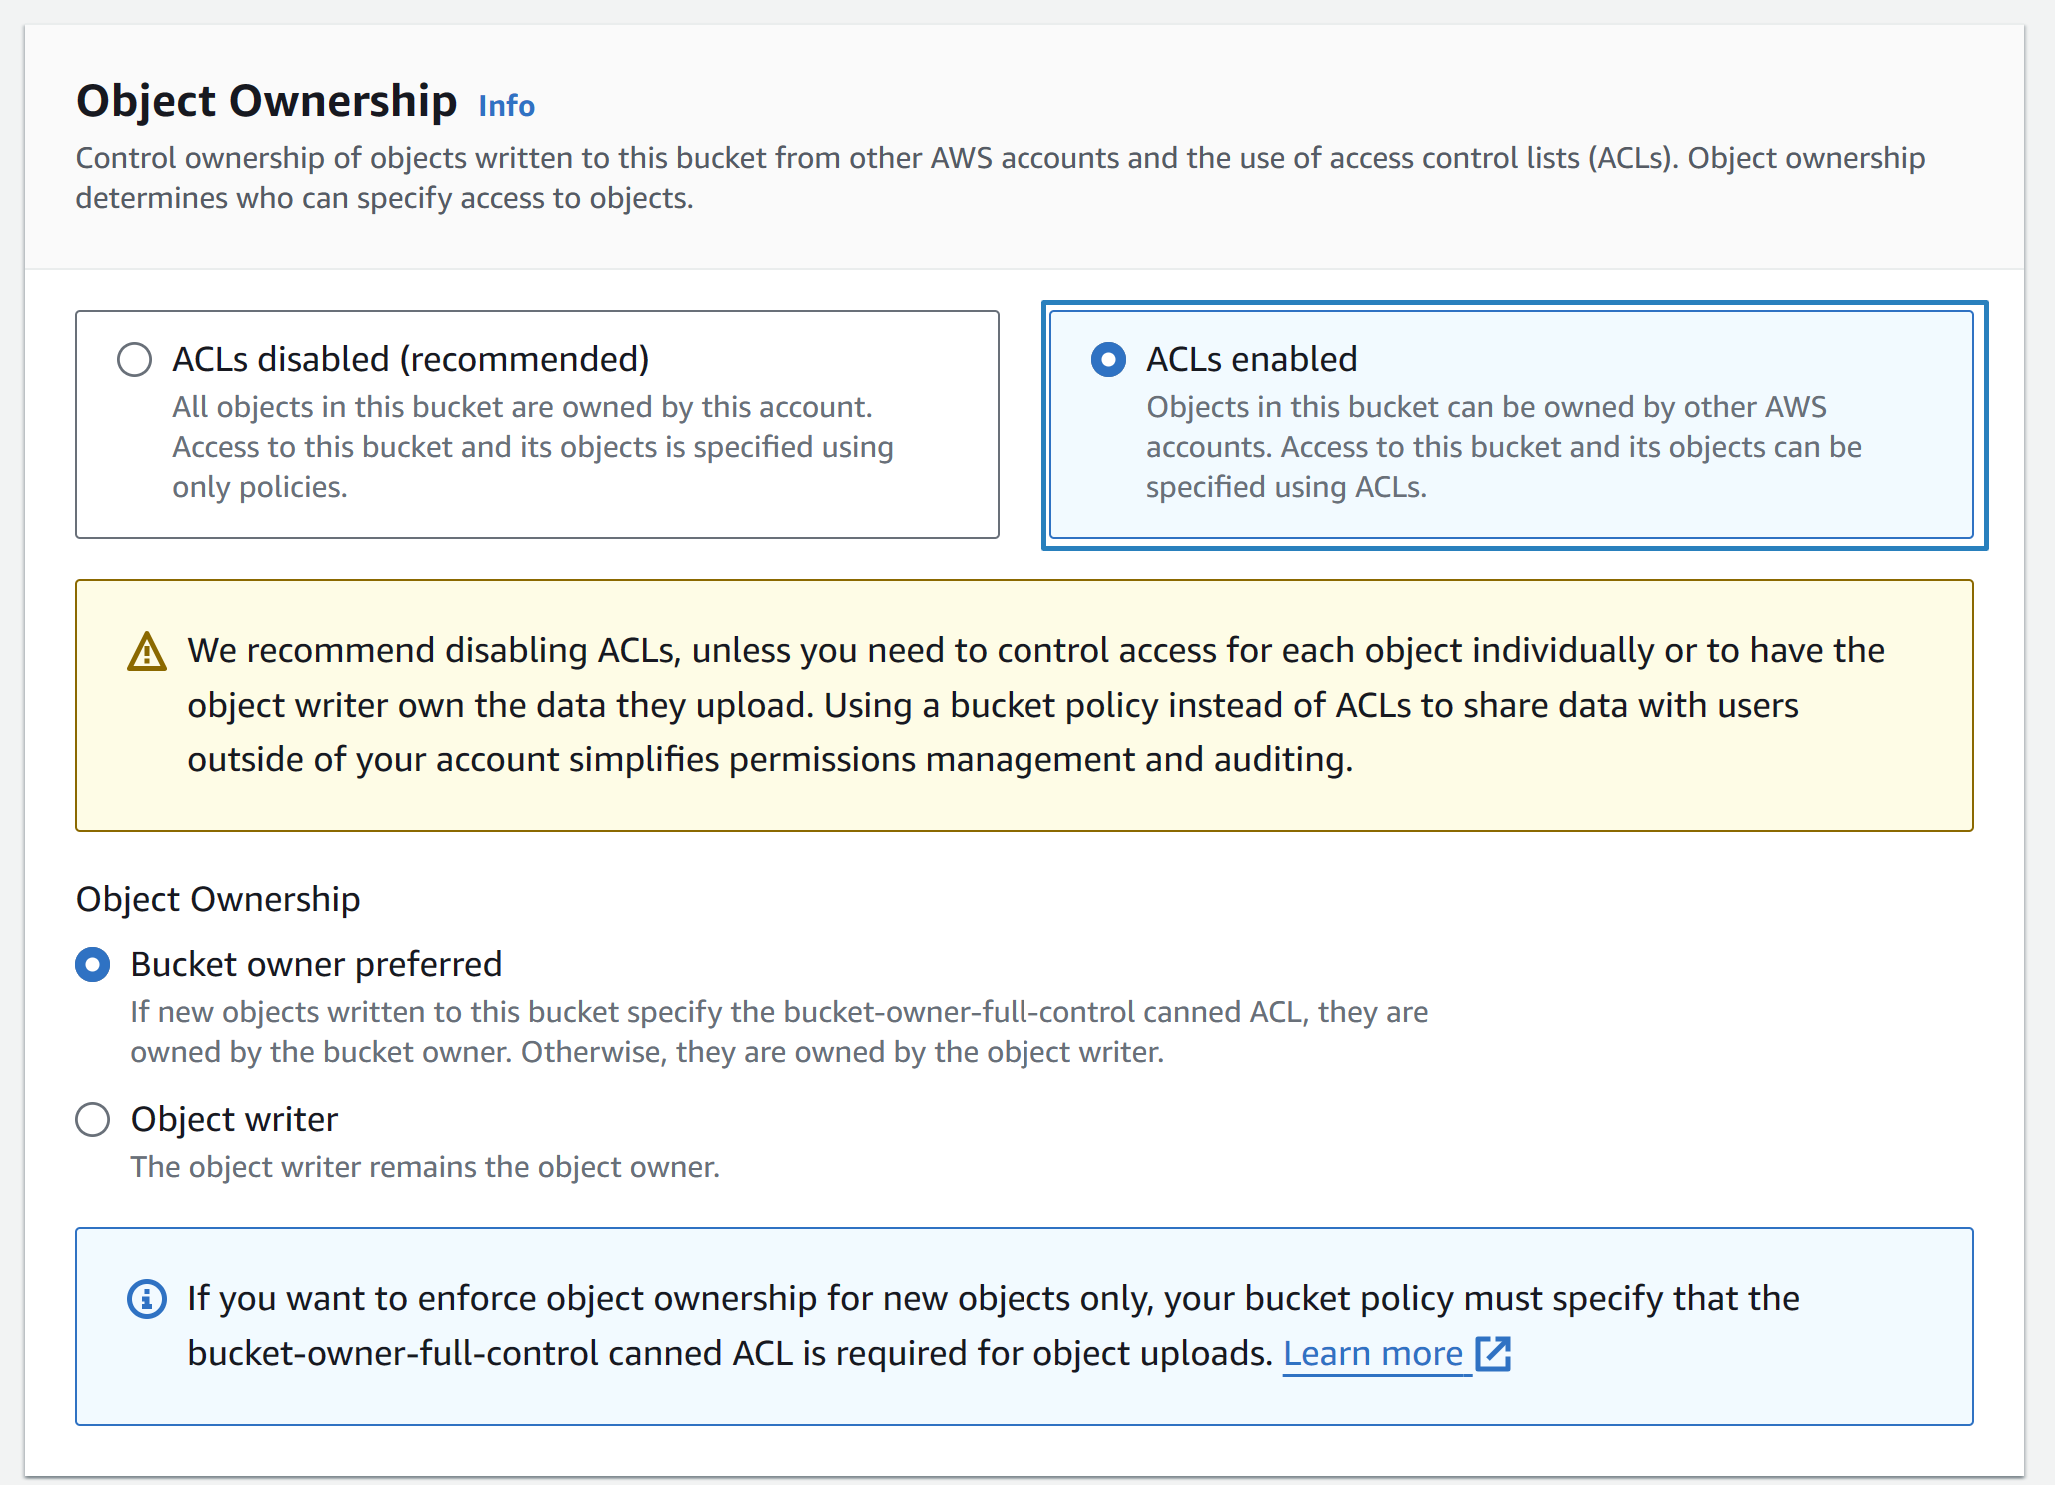 Object Ownership Info
Control ownership of objects written to this bucket from other AWS accounts and the use of access control lists (ACLs). Object ownership
determines who can specify access to objects.
ACLs disabled (recommended)
All objects in this bucket are owned by this account.
Access to this bucket and its objects is specified using
only policies.
ACLs enabled
Objects in this bucket can be owned by other AWS
accounts. Access to this bucket and its objects can be
specified using ACLs.
We recommend disabling ACLs, unless you need to control access for each object individually or to have the
object writer own the data they upload. Using a bucket policy instead of ACLs to share data with users
outside of your account simplifies permissions management and auditing.
Object Ownership
Bucket owner preferred
If new objects written to this bucket specify the bucket-owner-full-control canned ACL, they are
owned by the bucket owner. Otherwise, they are owned by the object writer.
Object writer
The object writer remains the object owner.
If you want to enforce object ownership for new objects only, your bucket policy must specify that the
bucket-owner-full-control canned ACL is required for object uploads. Learn more